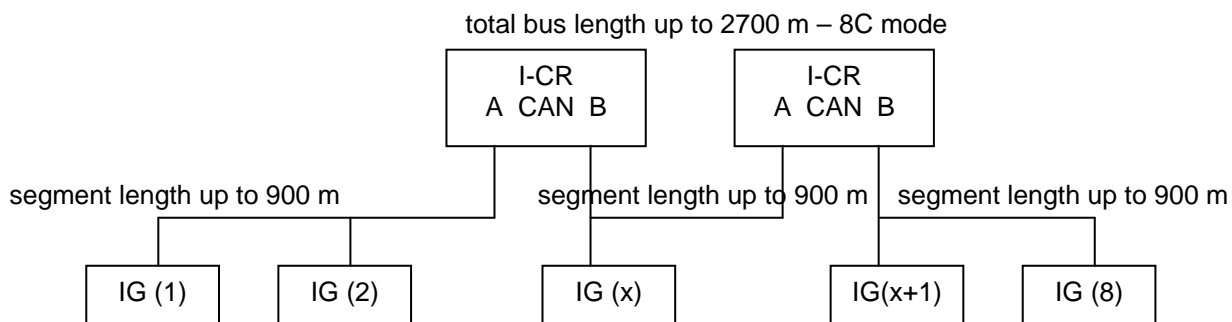 total bus length up to 2700 m – 8C mode
I-CR
A CAN B
I-CR
A CAN B
segment length up to 900 m
segment length up to 900 m
segment length up to 900 m
IG (1)
IG (2)
IG (x)
IG(x+1)
IG (8)